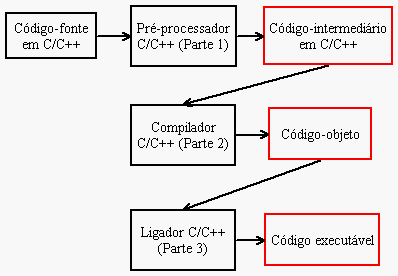 Código-fonte
em C/C++
Pré-processador
C/C++ (Parte 1)
Código-intermediário
em C/C++
Compilador
C/C++ (Parte 2)
Código-objeto
Ligador C/C++
(Parte 3)
Código executável